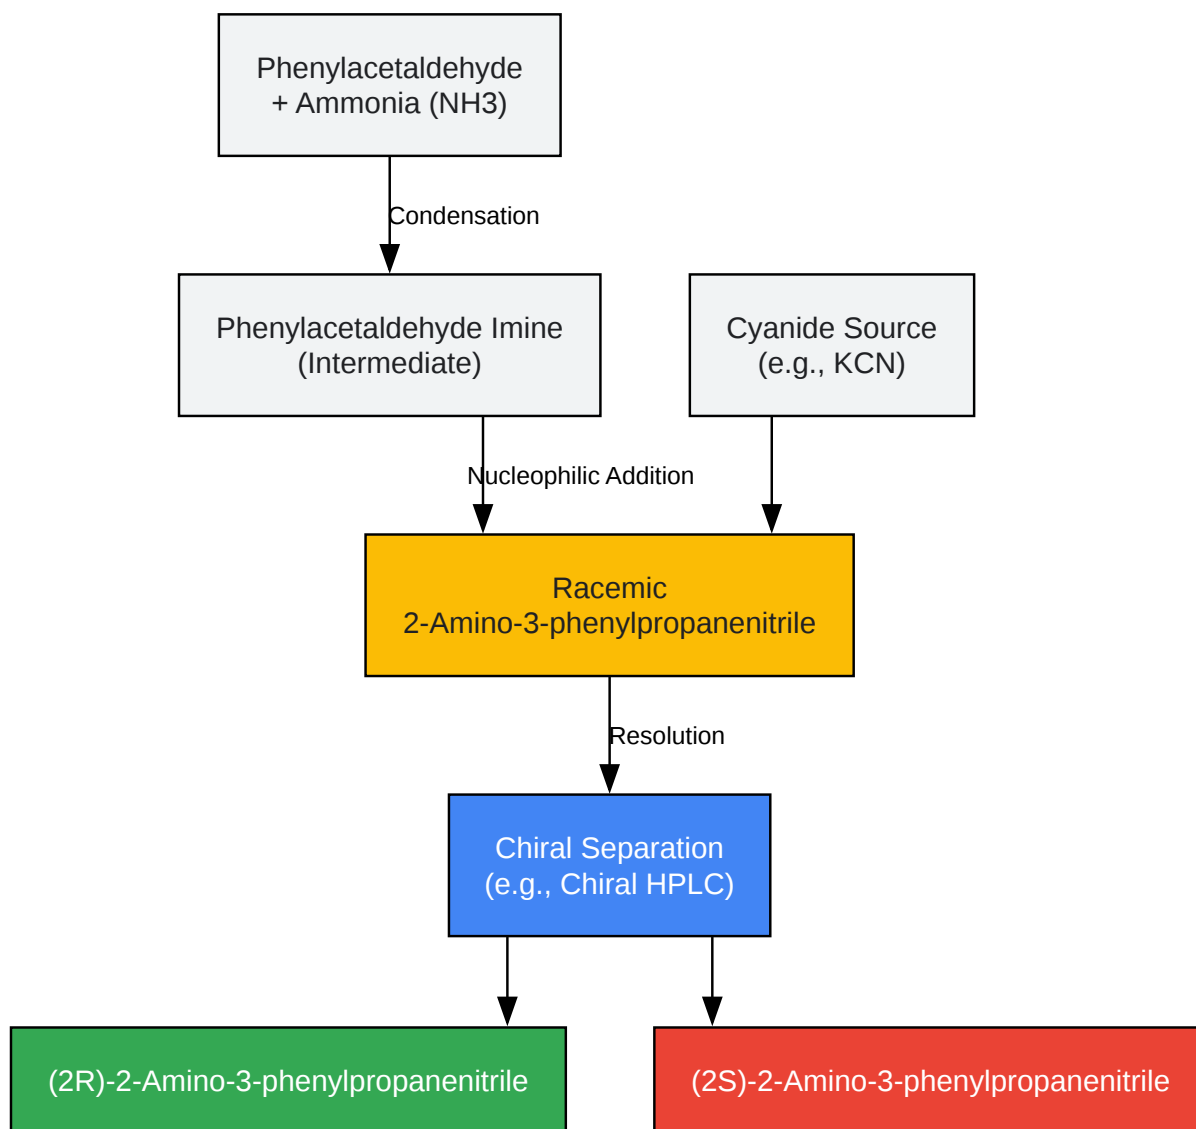 Phenylacetaldehyde
+ Ammonia (NH3)
Condensation
Phenylacetaldehyde Imine
(Intermediate)
Cyanide Source
(e.g., KCN)
Nucleophilic Addition
Racemic
2-Amino-3-phenylpropanenitrile
Resolution
Chiral Separation
(e.g., Chiral HPLC)
(2R)-2-Amino-3-phenylpropanenitrile
(2S)-2-Amino-3-phenylpropanenitrile